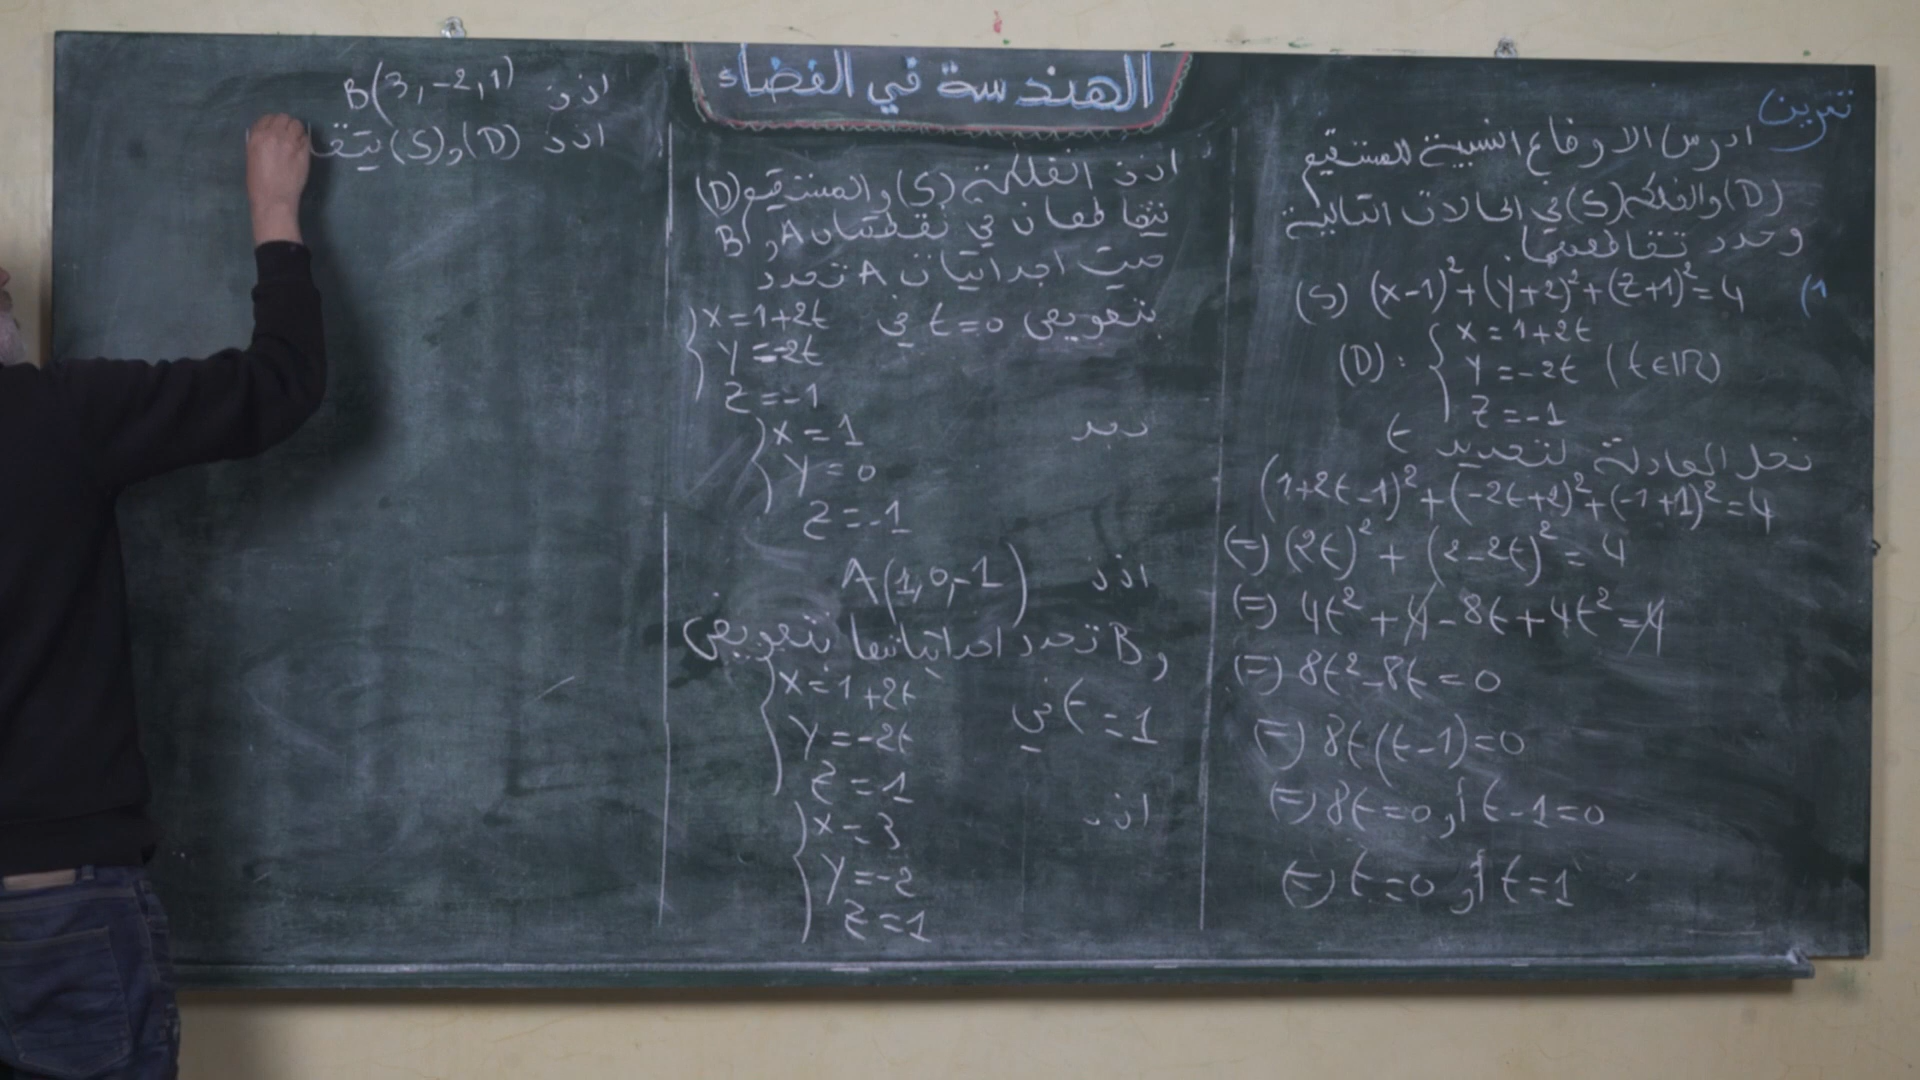 الهندسة في الفضاء
تمرين
ادرس الاوضاع النسبية للمستقيم
(D) والفلكة (S) في الحالات التالية
وحدد تقاطعهما
1) (S) (x-1)²+(y+2)²+(z+1)²=4
(D): { x=1+2t
y=-2t (t∈IR)
z=-1
نحل المعادلة لتحديد t
(1+2t-1)²+(-2t+2)²+(-1+1)²=4
(=) (2t)²+(2-2t)²=4
(=) 4t²+4-8t+4t²=4
(=) 8t²-8t=0
(=) 8t(t-1)=0
(=) 8t=0 أو t-1=0
(=) t=0 أو t=1
اذن الفلكة (S) والمستقيم (D)
يتقاطعان في نقطتان A و B
حيث احداثيات A تحدد
بتعويض t=0 في { x=1+2t
y=-2t
z=-1
نجد { x=1
y=0
z=-1
اذن A(1,0,-1)
و B تحدد احداثياتها بتعويض
t=1 في { x=1+2t
y=-2t
z=-1
اذن { x=3
y=-2
z=1
اذن B(3,-2,1)
اذن (D) و (S) يتقا